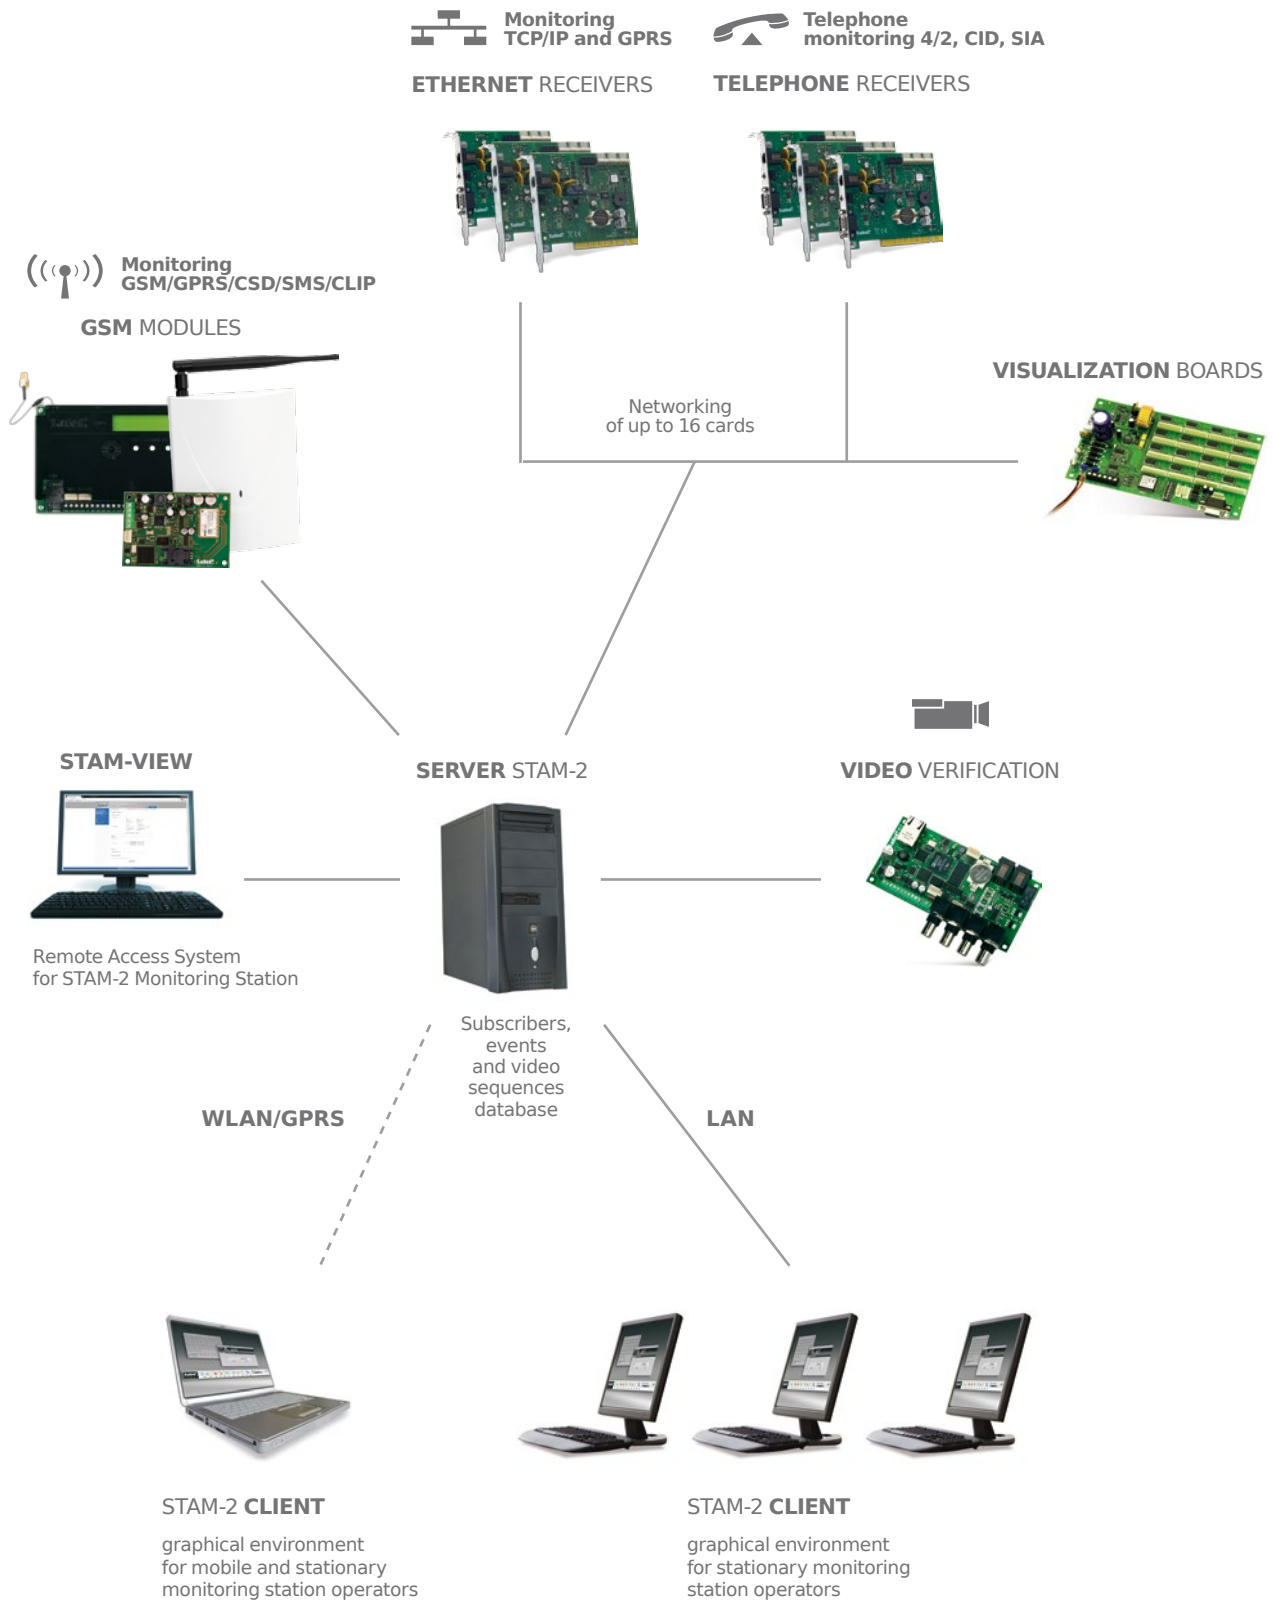 Monitoring
TCP/IP and GPRS
Telephone
monitoring 4/2, CID, SIA
ETHERNET RECEIVERS
TELEPHONE RECEIVERS
Monitoring
GSM/GPRS/CSD/SMS/CLIP
GSM MODULES
VISUALIZATION BOARDS
Networking
of up to 16 cards
STAM-VIEW
SERVER STAM-2
VIDEO VERIFICATION
Remote Access System
for STAM-2 Monitoring Station
Subscribers,
events
and video
sequences
database
WLAN/GPRS
LAN
STAM-2 CLIENT
graphical environment
for mobile and stationary
monitoring station operators
STAM-2 CLIENT
graphical environment
for stationary monitoring
station operators